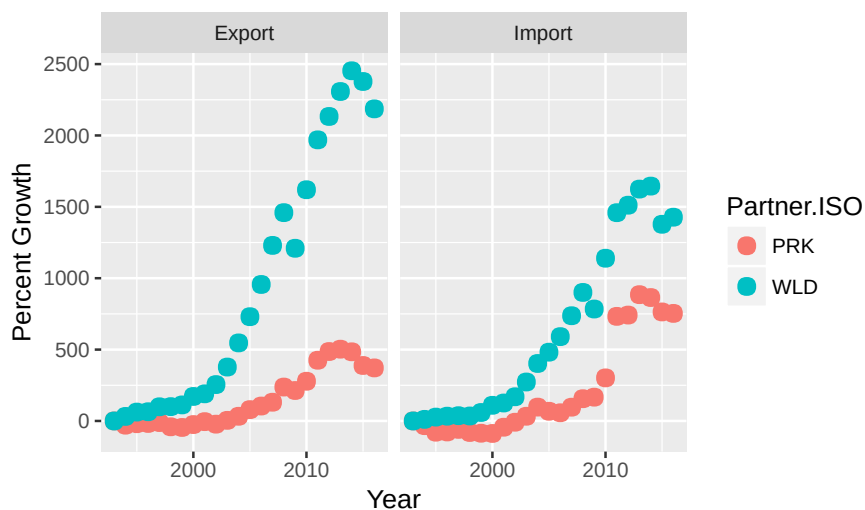 Export
Import
2500
2000
1500
1000
500
0
Percent Growth
2000
2010
2000
2010
Year
Partner.ISO
PRK
WLD